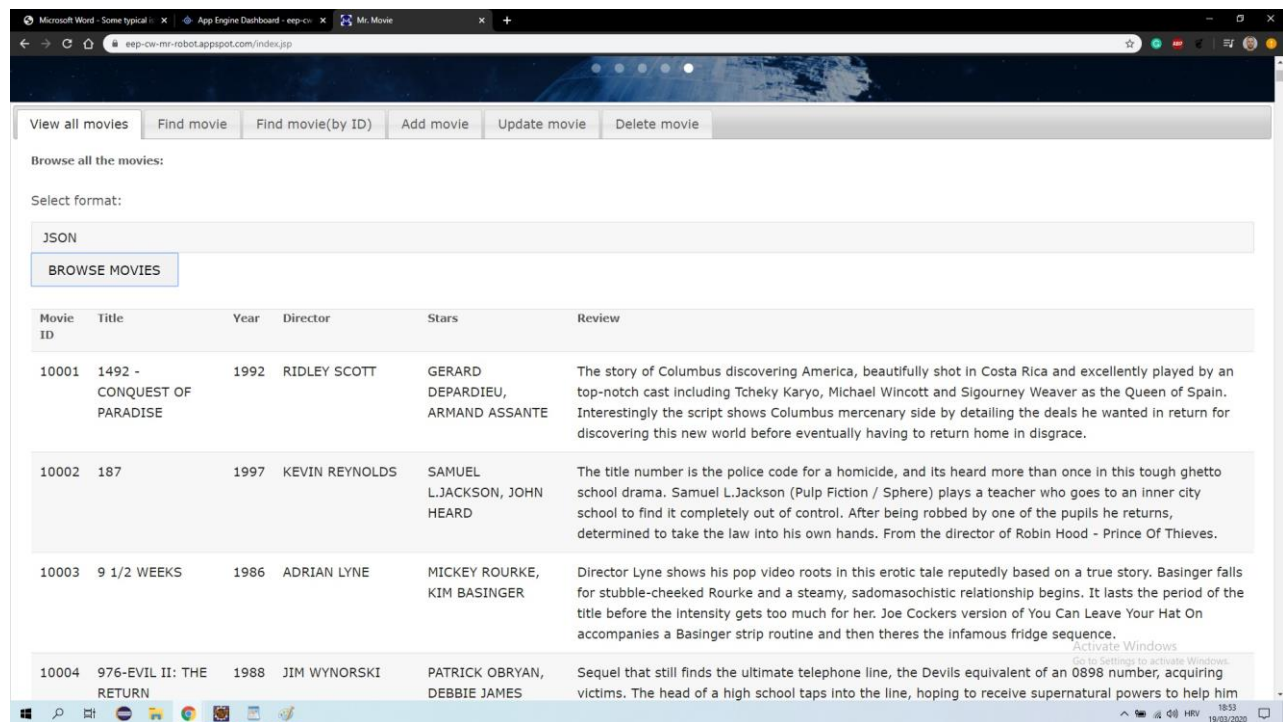 Microsoft Word - Some typical is
App Engine Dashboard - eep-cw
Mr. Movie
eep-cw-mr-robot.appspot.com/index.jsp
View all movies
Find movie
Find movie(by ID)
Add movie
Update movie
Delete movie
Browse all the movies:
Select format:
JSON
BROWSE MOVIES
Movie ID Title Year Director Stars Review
10001 1492 - CONQUEST OF PARADISE 1992 RIDLEY SCOTT GERARD DEPARDIEU, ARMAND ASSANTE
The story of Columbus discovering America, beautifully shot in Costa Rica and excellently played by an
top-notch cast including Tcheky Karyo, Michael Wincott and Sigourney Weaver as the Queen of Spain.
Interestingly the script shows Columbus mercenary side by detailing the deals he wanted in return for
discovering this new world before eventually having to return home in disgrace.
10002 187 1997 KEVIN REYNOLDS SAMUEL L.JACKSON, JOHN HEARD
The title number is the police code for a homicide, and its heard more than once in this tough ghetto
school drama. Samuel L.Jackson (Pulp Fiction / Sphere) plays a teacher who goes to an inner city
school to find it completely out of control. After being robbed by one of the pupils he returns,
determined to take the law into his own hands. From the director of Robin Hood - Prince Of Thieves.
10003 9 1/2 WEEKS 1986 ADRIAN LYNE MICKEY ROURKE, KIM BASINGER
Director Lyne shows his pop video roots in this erotic tale reputedly based on a true story. Basinger falls
for stubble-cheeked Rourke and a steamy, sadomasochistic relationship begins. It lasts the period of the
title before the intensity gets too much for her. Joe Cockers version of You Can Leave Your Hat On
accompanies a Basinger strip routine and then theres the infamous fridge sequence.
10004 976-EVIL II: THE RETURN 1988 JIM WYNORSKI PATRICK OBRYAN, DEBBIE JAMES
Sequel that still finds the ultimate telephone line, the Devils equivalent of an 0898 number, acquiring
victims. The head of a high school taps into the line, hoping to receive supernatural powers to help him
Activate Windows
Go to Settings to activate Windows.
HRV
18:53
19/03/2020